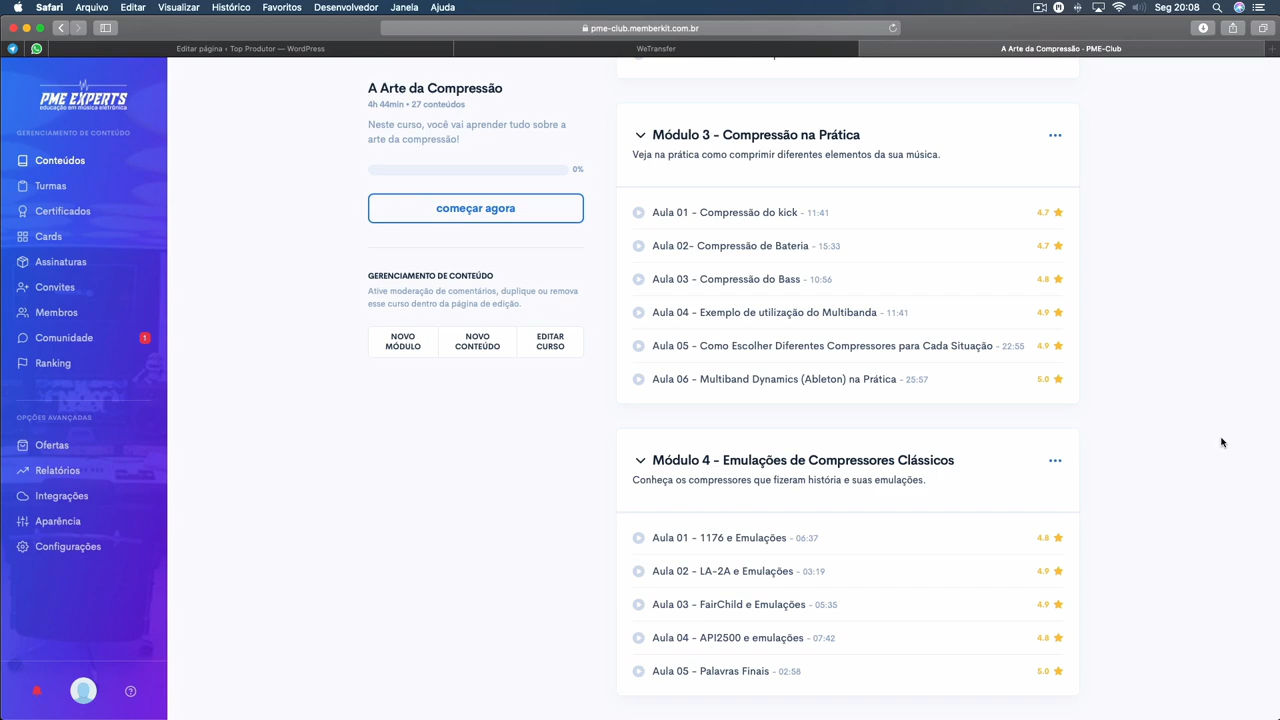 Safari Arquivo Editar Visualizar Histórico Favoritos Desenvolvedor Janela Ajuda
Seg 20:08
pme-club.memberkit.com.br
Editar página ‹ Top Produtor — WordPress
WeTransfer
A Arte da Compressão - PME-Club
PME EXPERTS
educação em música eletrônica
GERENCIAMENTO DE CONTEÚDO
Conteúdos
Turmas
Certificados
Cards
Assinaturas
Convites
Membros
Comunidade 1
Ranking
OPÇÕES AVANÇADAS
Ofertas
Relatórios
Integrações
Aparência
Configurações
A Arte da Compressão
4h 44min • 27 conteúdos
Neste curso, você vai aprender tudo sobre a
arte da compressão!
0%
começar agora
GERENCIAMENTO DE CONTEÚDO
Ative moderação de comentários, duplique ou remova
esse curso dentro da página de edição.
NOVO
MÓDULO
NOVO
CONTEÚDO
EDITAR
CURSO
Módulo 3 - Compressão na Prática
Veja na prática como comprimir diferentes elementos da sua música.
Aula 01 - Compressão do kick - 11:41 4.7
Aula 02- Compressão de Bateria - 15:33 4.7
Aula 03 - Compressão do Bass - 10:56 4.8
Aula 04 - Exemplo de utilização do Multibanda - 11:41 4.9
Aula 05 - Como Escolher Diferentes Compressores para Cada Situação - 22:55 4.9
Aula 06 - Multiband Dynamics (Ableton) na Prática - 25:57 5.0
Módulo 4 - Emulações de Compressores Clássicos
Conheça os compressores que fizeram história e suas emulações.
Aula 01 - 1176 e Emulações - 06:37 4.8
Aula 02 - LA-2A e Emulações - 03:19 4.9
Aula 03 - FairChild e Emulações - 05:35 4.9
Aula 04 - API2500 e emulações - 07:42 4.8
Aula 05 - Palavras Finais - 02:58 5.0